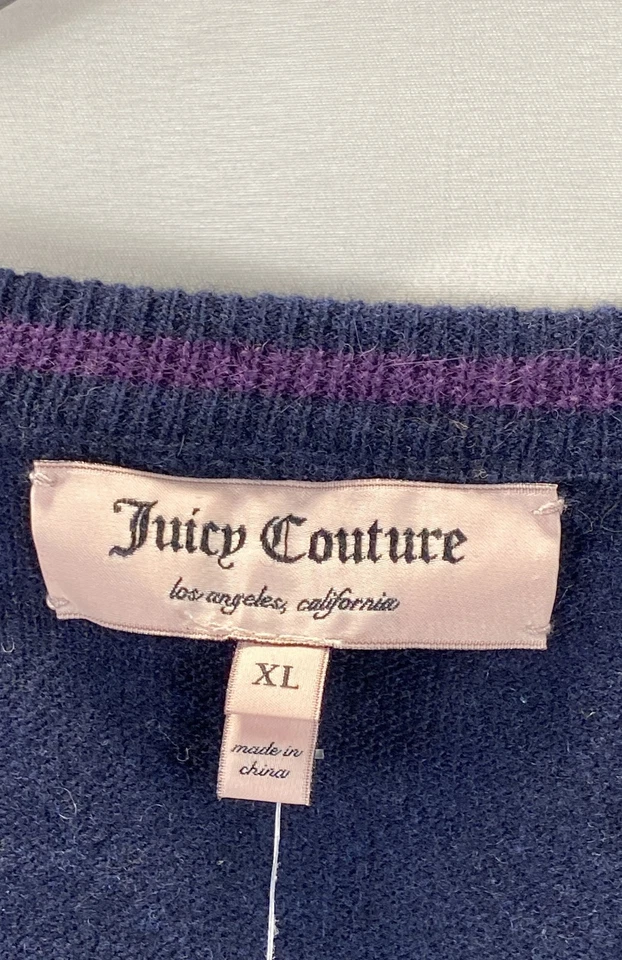 Juicy Couture
los angeles, california
XL
made in
china